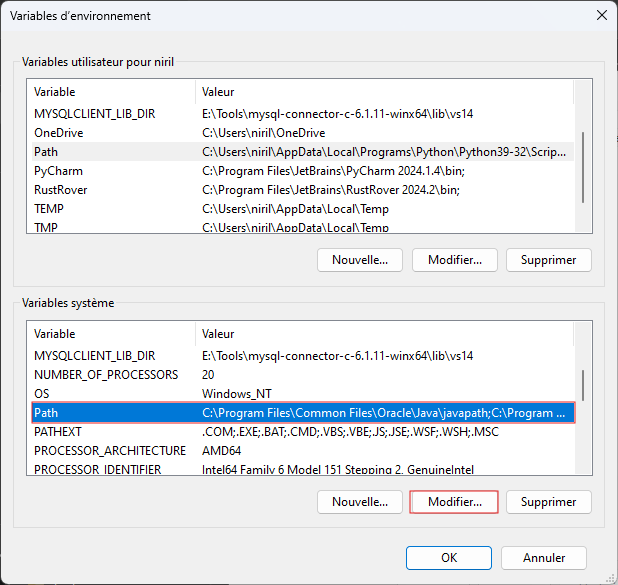 Variables d'environnement
Variables utilisateur pour niril
Variable Valeur
MYSQLCLIENT_LIB_DIR E:\Tools\mysql-connector-c-6.1.11-winx64\lib\vs14
OneDrive C:\Users\niril\OneDrive
Path C:\Users\niril\AppData\Local\Programs\Python\Python39-32\Scrip...
PyCharm C:\Program Files\JetBrains\PyCharm 2024.1.4\bin;
RustRover C:\Program Files\JetBrains\RustRover 2024.2\bin;
TEMP C:\Users\niril\AppData\Local\Temp
TMP C:\Users\niril\AppData\Local\Temp
Nouvelle... Modifier... Supprimer
Variables système
Variable Valeur
MYSQLCLIENT_LIB_DIR E:\Tools\mysql-connector-c-6.1.11-winx64\lib\vs14
NUMBER_OF_PROCESSORS 20
OS Windows_NT
Path C:\Program Files\Common Files\Oracle\Java\javapath;C:\Program ...
PATHEXT .COM;.EXE;.BAT;.CMD;.VBS;.VBE;.JS;.JSE;.WSF;.WSH;.MSC
PROCESSOR_ARCHITECTURE AMD64
PROCESSOR_IDENTIFIER Intel64 Family 6 Model 151 Stepping 2, GenuineIntel
Nouvelle... Modifier... Supprimer
OK Annuler